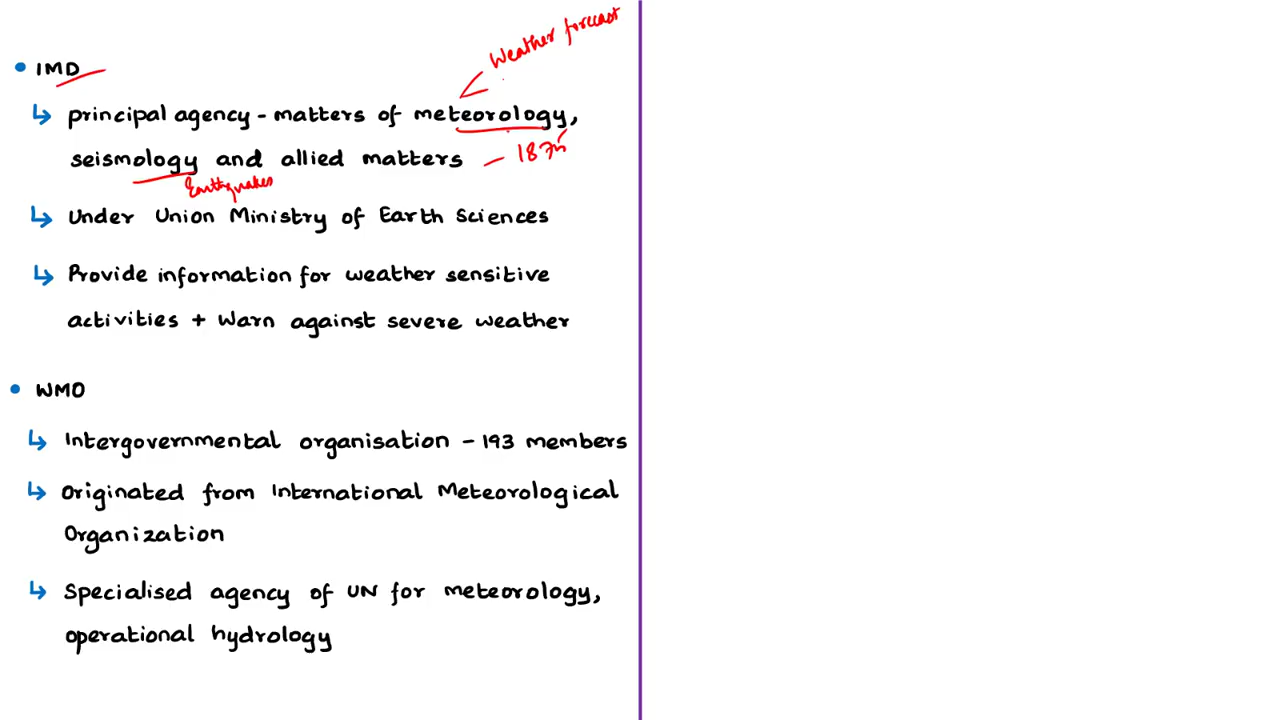 Weather forecast
• IMD
↳ principal agency - matters of meteorology,
seismology and allied matters - 1875
Earthquakes
↳ Under Union Ministry of Earth Sciences
↳ Provide information for weather sensitive
activities + Warn against severe weather
• WMO
↳ Intergovernmental organisation - 193 members
↳ Originated from International Meteorological
Organization
↳ Specialised agency of UN for meteorology,
operational hydrology